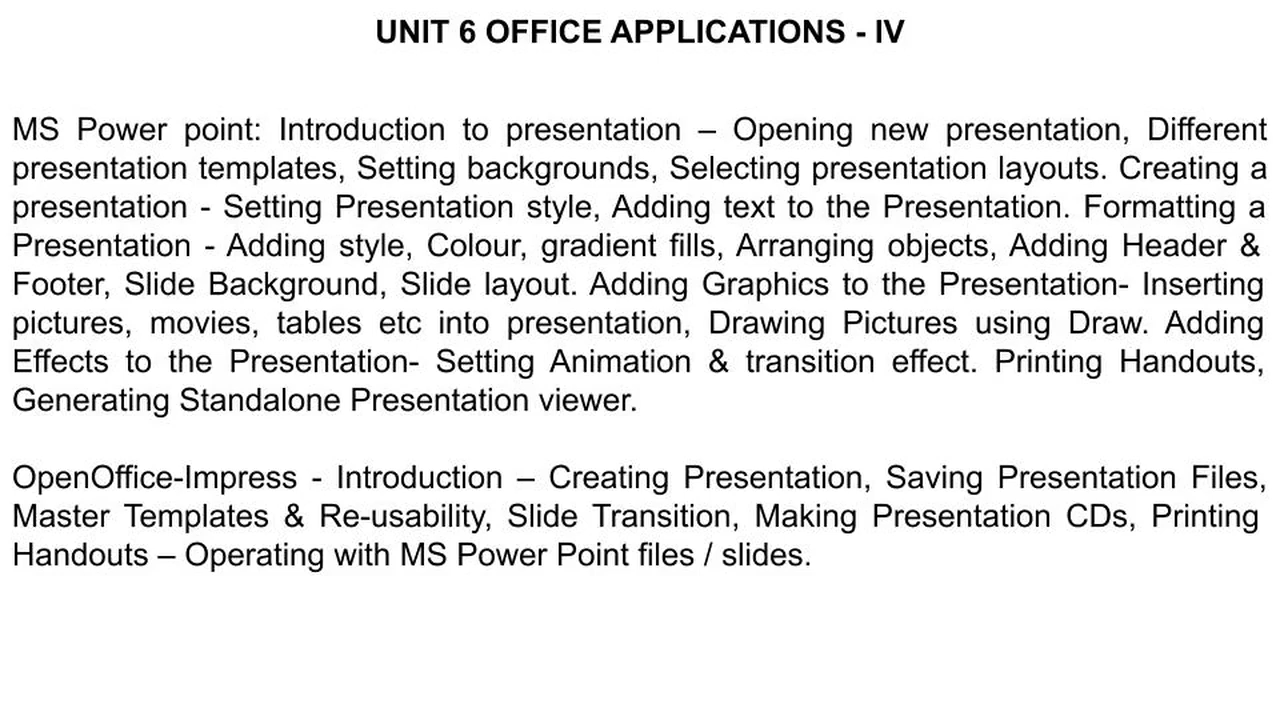 UNIT 6 OFFICE APPLICATIONS - IV
MS Power point: Introduction to presentation – Opening new presentation, Different
presentation templates, Setting backgrounds, Selecting presentation layouts. Creating a
presentation - Setting Presentation style, Adding text to the Presentation. Formatting a
Presentation - Adding style, Colour, gradient fills, Arranging objects, Adding Header &
Footer, Slide Background, Slide layout. Adding Graphics to the Presentation- Inserting
pictures, movies, tables etc into presentation, Drawing Pictures using Draw. Adding
Effects to the Presentation- Setting Animation & transition effect. Printing Handouts,
Generating Standalone Presentation viewer.
OpenOffice-Impress - Introduction – Creating Presentation, Saving Presentation Files,
Master Templates & Re-usability, Slide Transition, Making Presentation CDs, Printing
Handouts – Operating with MS Power Point files / slides.